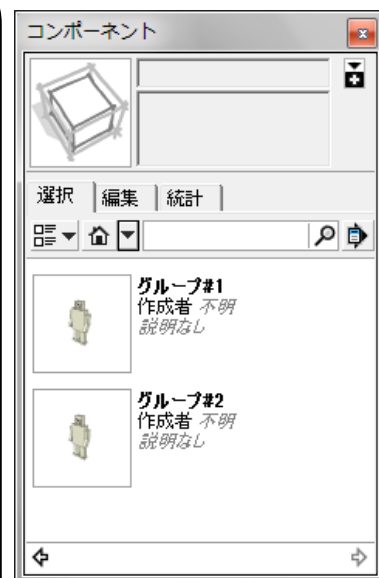 コンポーネント
選択 編集 統計
グループ#1
作成者 不明
説明なし
グループ#2
作成者 不明
説明なし